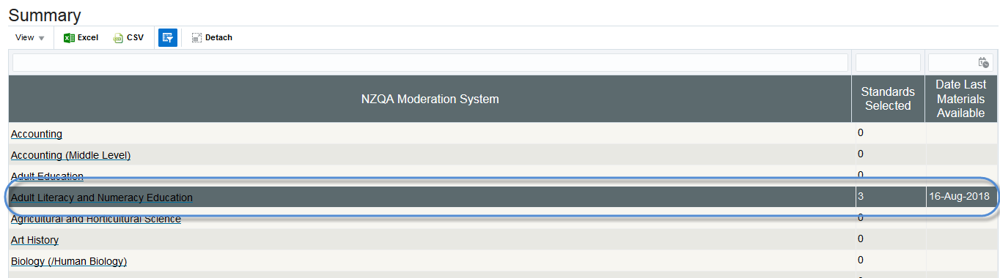 Summary
View Excel CSV Detach
NZQA Moderation System Standards Selected Date Last Materials Available
Accounting 0
Accounting (Middle Level) 0
Adult Education 0
Adult Literacy and Numeracy Education 3 16-Aug-2018
Agricultural and Horticultural Science 0
Art History 0
Biology (/Human Biology) 0